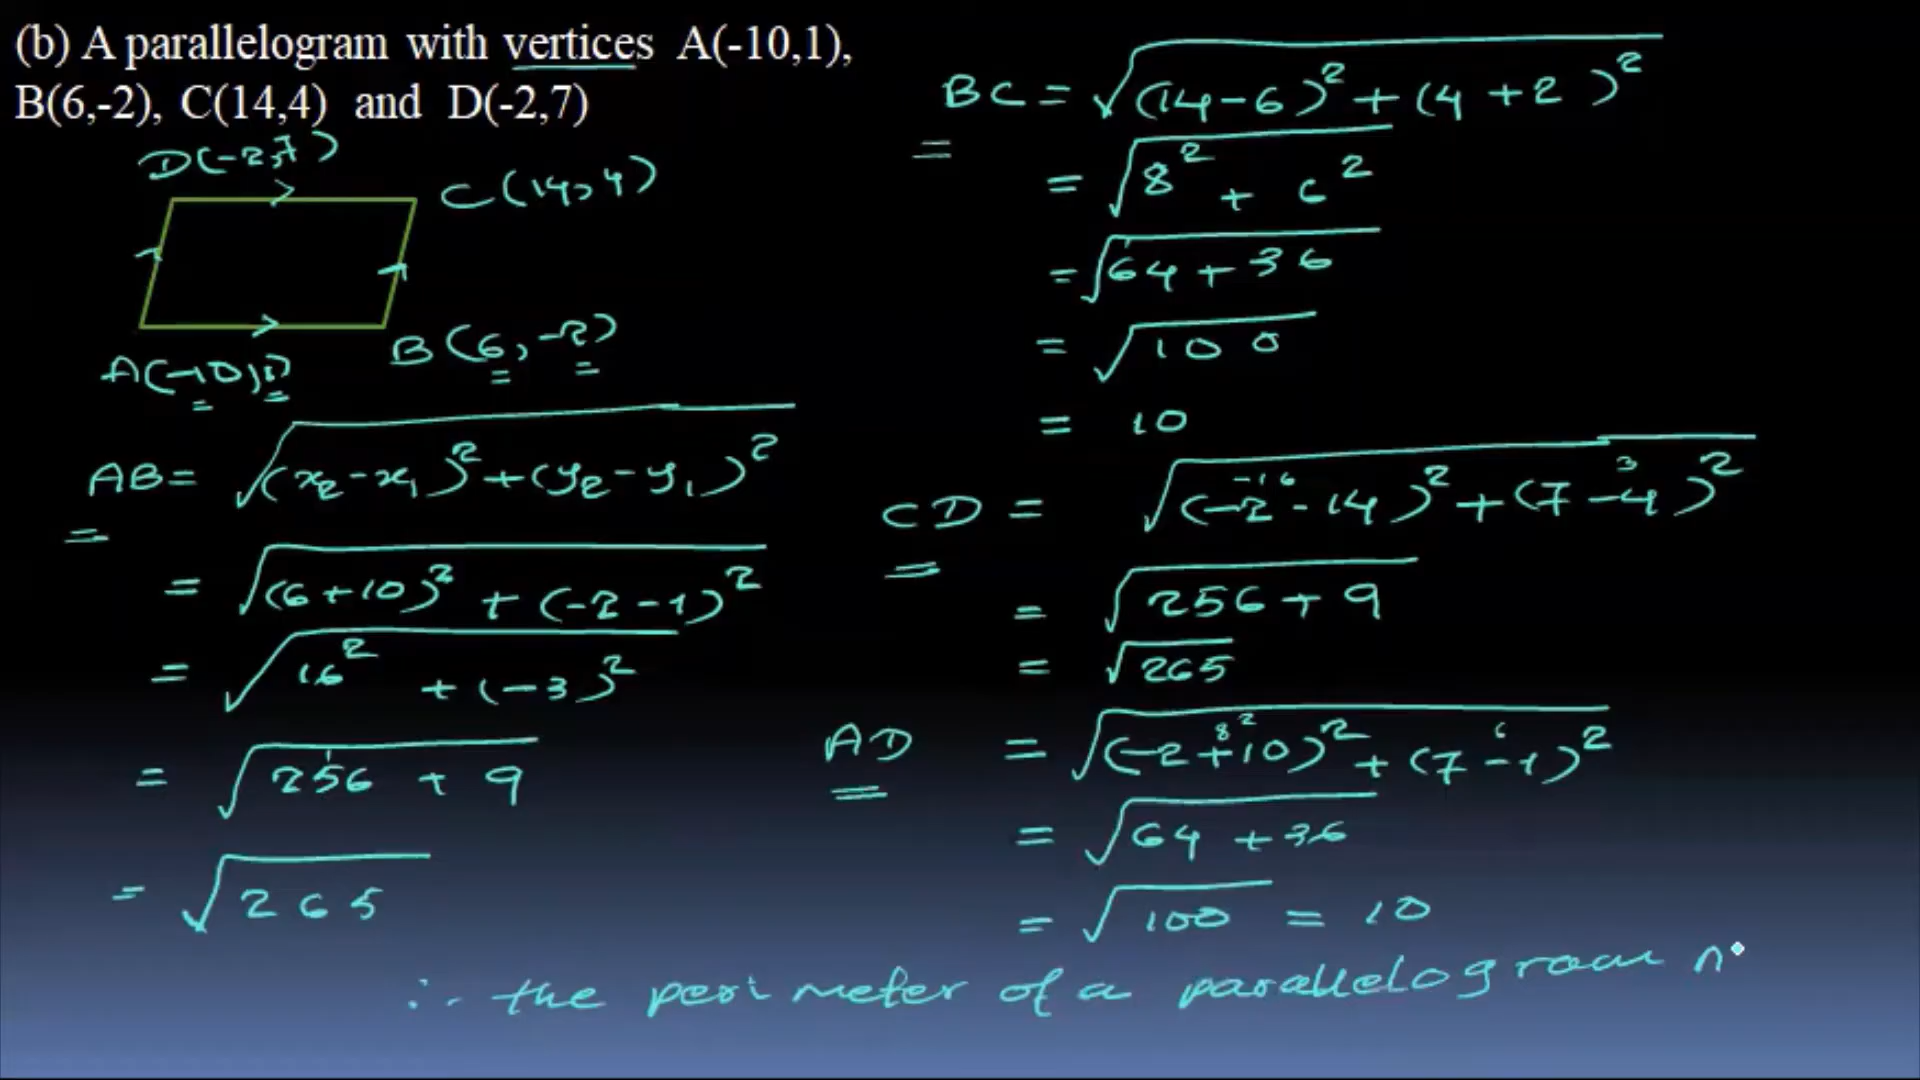 (b) A parallelogram with vertices A(-10,1),
B(6,-2), C(14,4) and D(-2,7)
D(-2,7)
C(14,4)
A(-10,1)
B(6,-2)
AB = √(x₂-x₁)²+(y₂-y₁)²
= √(6+10)² + (-2-1)²
= √16² + (-3)²
= √256 + 9
= √265
BC = √(14-6)²+(4+2)²
= √8² + 6²
= √64+36
= √100
= 10
CD = √(-2-14)²+(7-4)²
-16
3
= √256+9
= √265
AD = √(-2+10)²+(7-1)²
8²
6
= √64+36
= √100 = 10
∴ the perimeter of a parallelogram